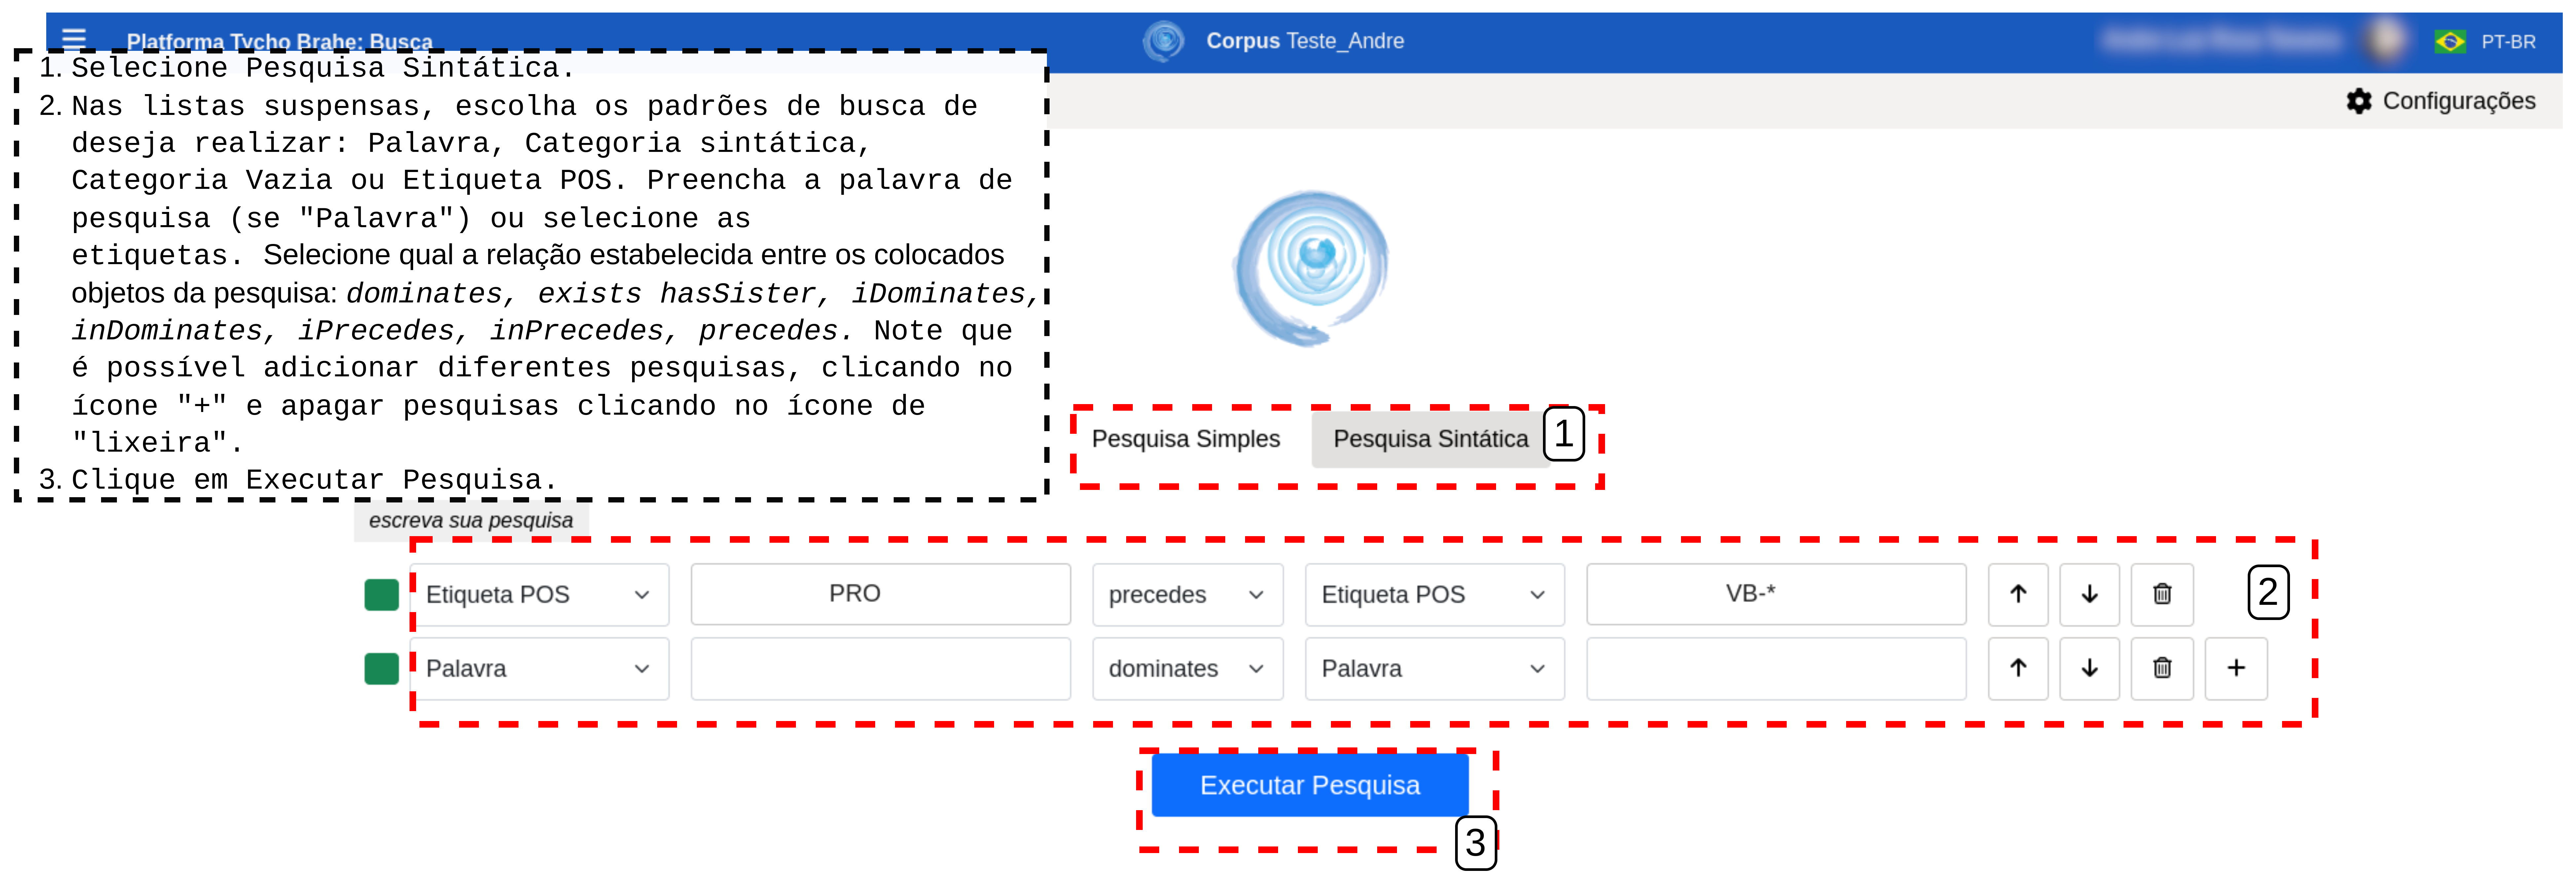 Platforma Tycho Brahe: Busca
Corpus Teste_Andre
PT-BR
Configurações
1. Selecione Pesquisa Sintática.
2. Nas listas suspensas, escolha os padrões de busca de
deseja realizar: Palavra, Categoria sintática,
Categoria Vazia ou Etiqueta POS. Preencha a palavra de
pesquisa (se "Palavra") ou selecione as
etiquetas. Selecione qual a relação estabelecida entre os colocados
objetos da pesquisa: dominates, exists hasSister, iDominates,
inDominates, iPrecedes, inPrecedes, precedes. Note que
é possível adicionar diferentes pesquisas, clicando no
ícone "+" e apagar pesquisas clicando no ícone de
"lixeira".
3. Clique em Executar Pesquisa.
Pesquisa Simples Pesquisa Sintática 1
escreva sua pesquisa
Etiqueta POS PRO precedes Etiqueta POS VB-* 2
Palavra dominates Palavra +
Executar Pesquisa
3